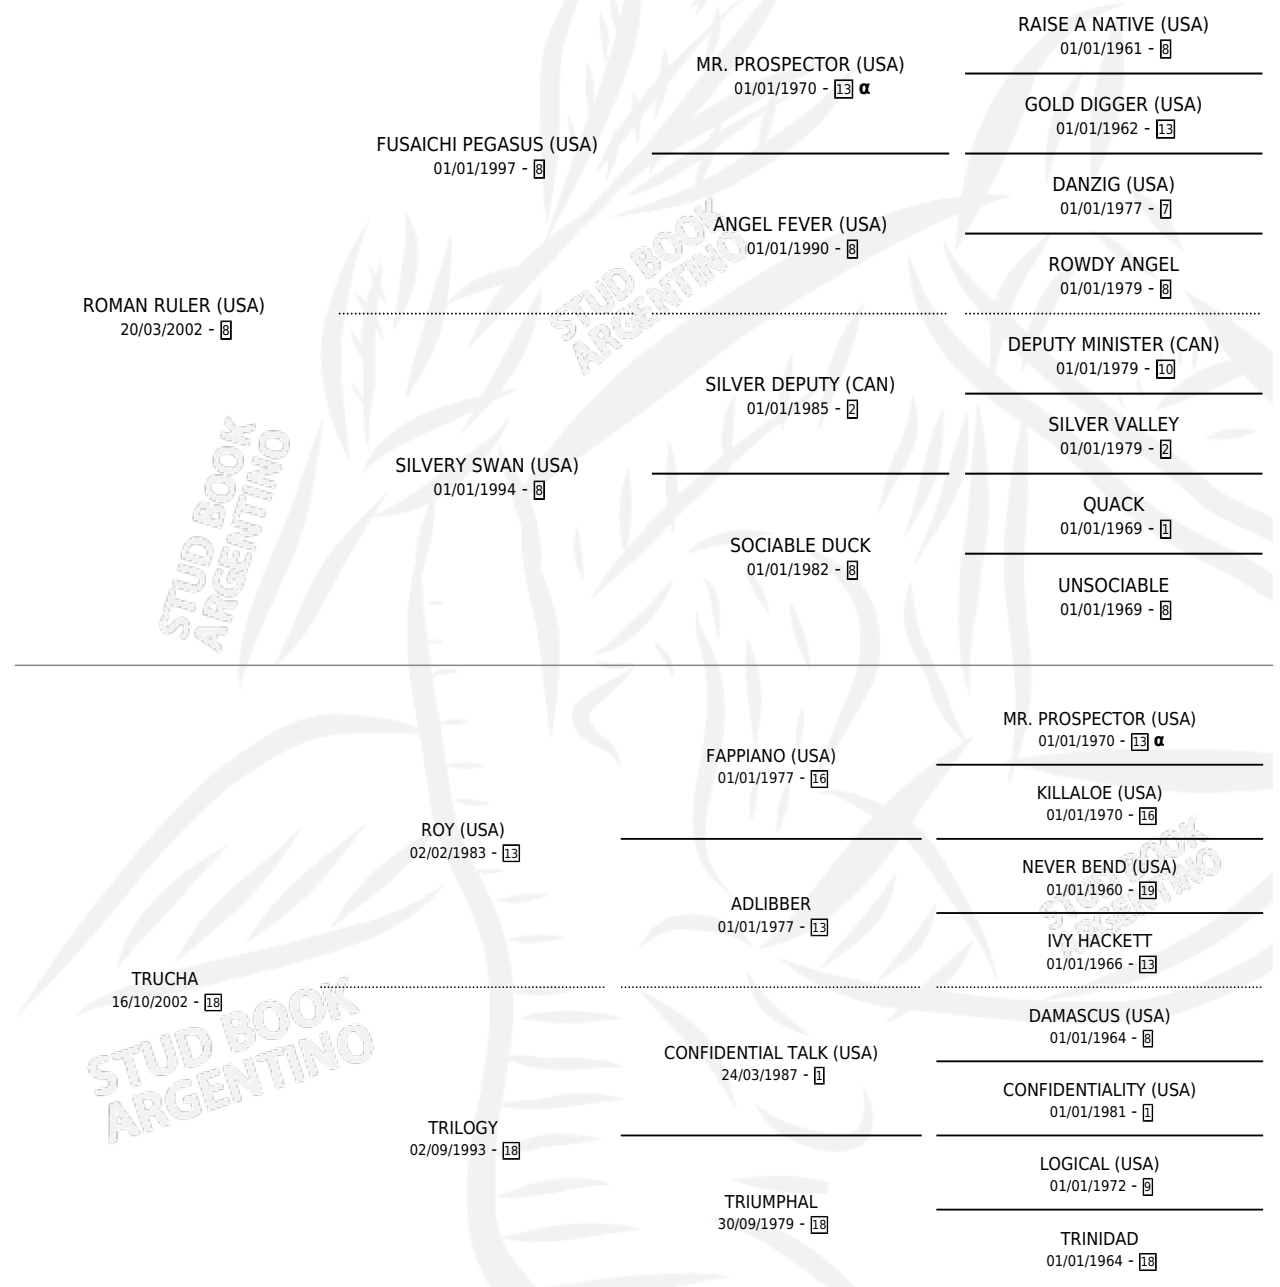 RAISE A NATIVE (USA)
01/01/1961 - 8
MR. PROSPECTOR (USA)
01/01/1970 - 13 α
GOLD DIGGER (USA)
01/01/1962 - 13
FUSAICHI PEGASUS (USA)
01/01/1997 - 8
DANZIG (USA)
01/01/1977 - 7
ANGEL FEVER (USA)
01/01/1990 - 8
ROWDY ANGEL
01/01/1979 - 8
ROMAN RULER (USA)
20/03/2002 - 8
DEPUTY MINISTER (CAN)
01/01/1979 - 10
SILVER DEPUTY (CAN)
01/01/1985 - 2
SILVER VALLEY
01/01/1979 - 2
SILVERY SWAN (USA)
01/01/1994 - 8
QUACK
01/01/1969 - 1
SOCIABLE DUCK
01/01/1982 - 8
UNSOCIABLE
01/01/1969 - 8
STUD BOOK
ARGENTINO
STUD BOOK
ARGENTINO
MR. PROSPECTOR (USA)
01/01/1970 - 13 α
FAPPIANO (USA)
01/01/1977 - 16
KILLALOE (USA)
01/01/1970 - 16
ROY (USA)
02/02/1983 - 13
NEVER BEND (USA)
01/01/1960 - 19
ADLIBBER
01/01/1977 - 13
IVY HACKETT
01/01/1966 - 13
TRUCHA
16/10/2002 - 18
DAMASCUS (USA)
01/01/1964 - 8
CONFIDENTIAL TALK (USA)
24/03/1987 - 1
CONFIDENTIALITY (USA)
01/01/1981 - 1
TRILOGY
02/09/1993 - 18
LOGICAL (USA)
01/01/1972 - 9
TRIUMPHAL
30/09/1979 - 18
TRINIDAD
01/01/1964 - 18
STUD BOOK
ARGENTINO
STUD BOOK
ARGENTINO